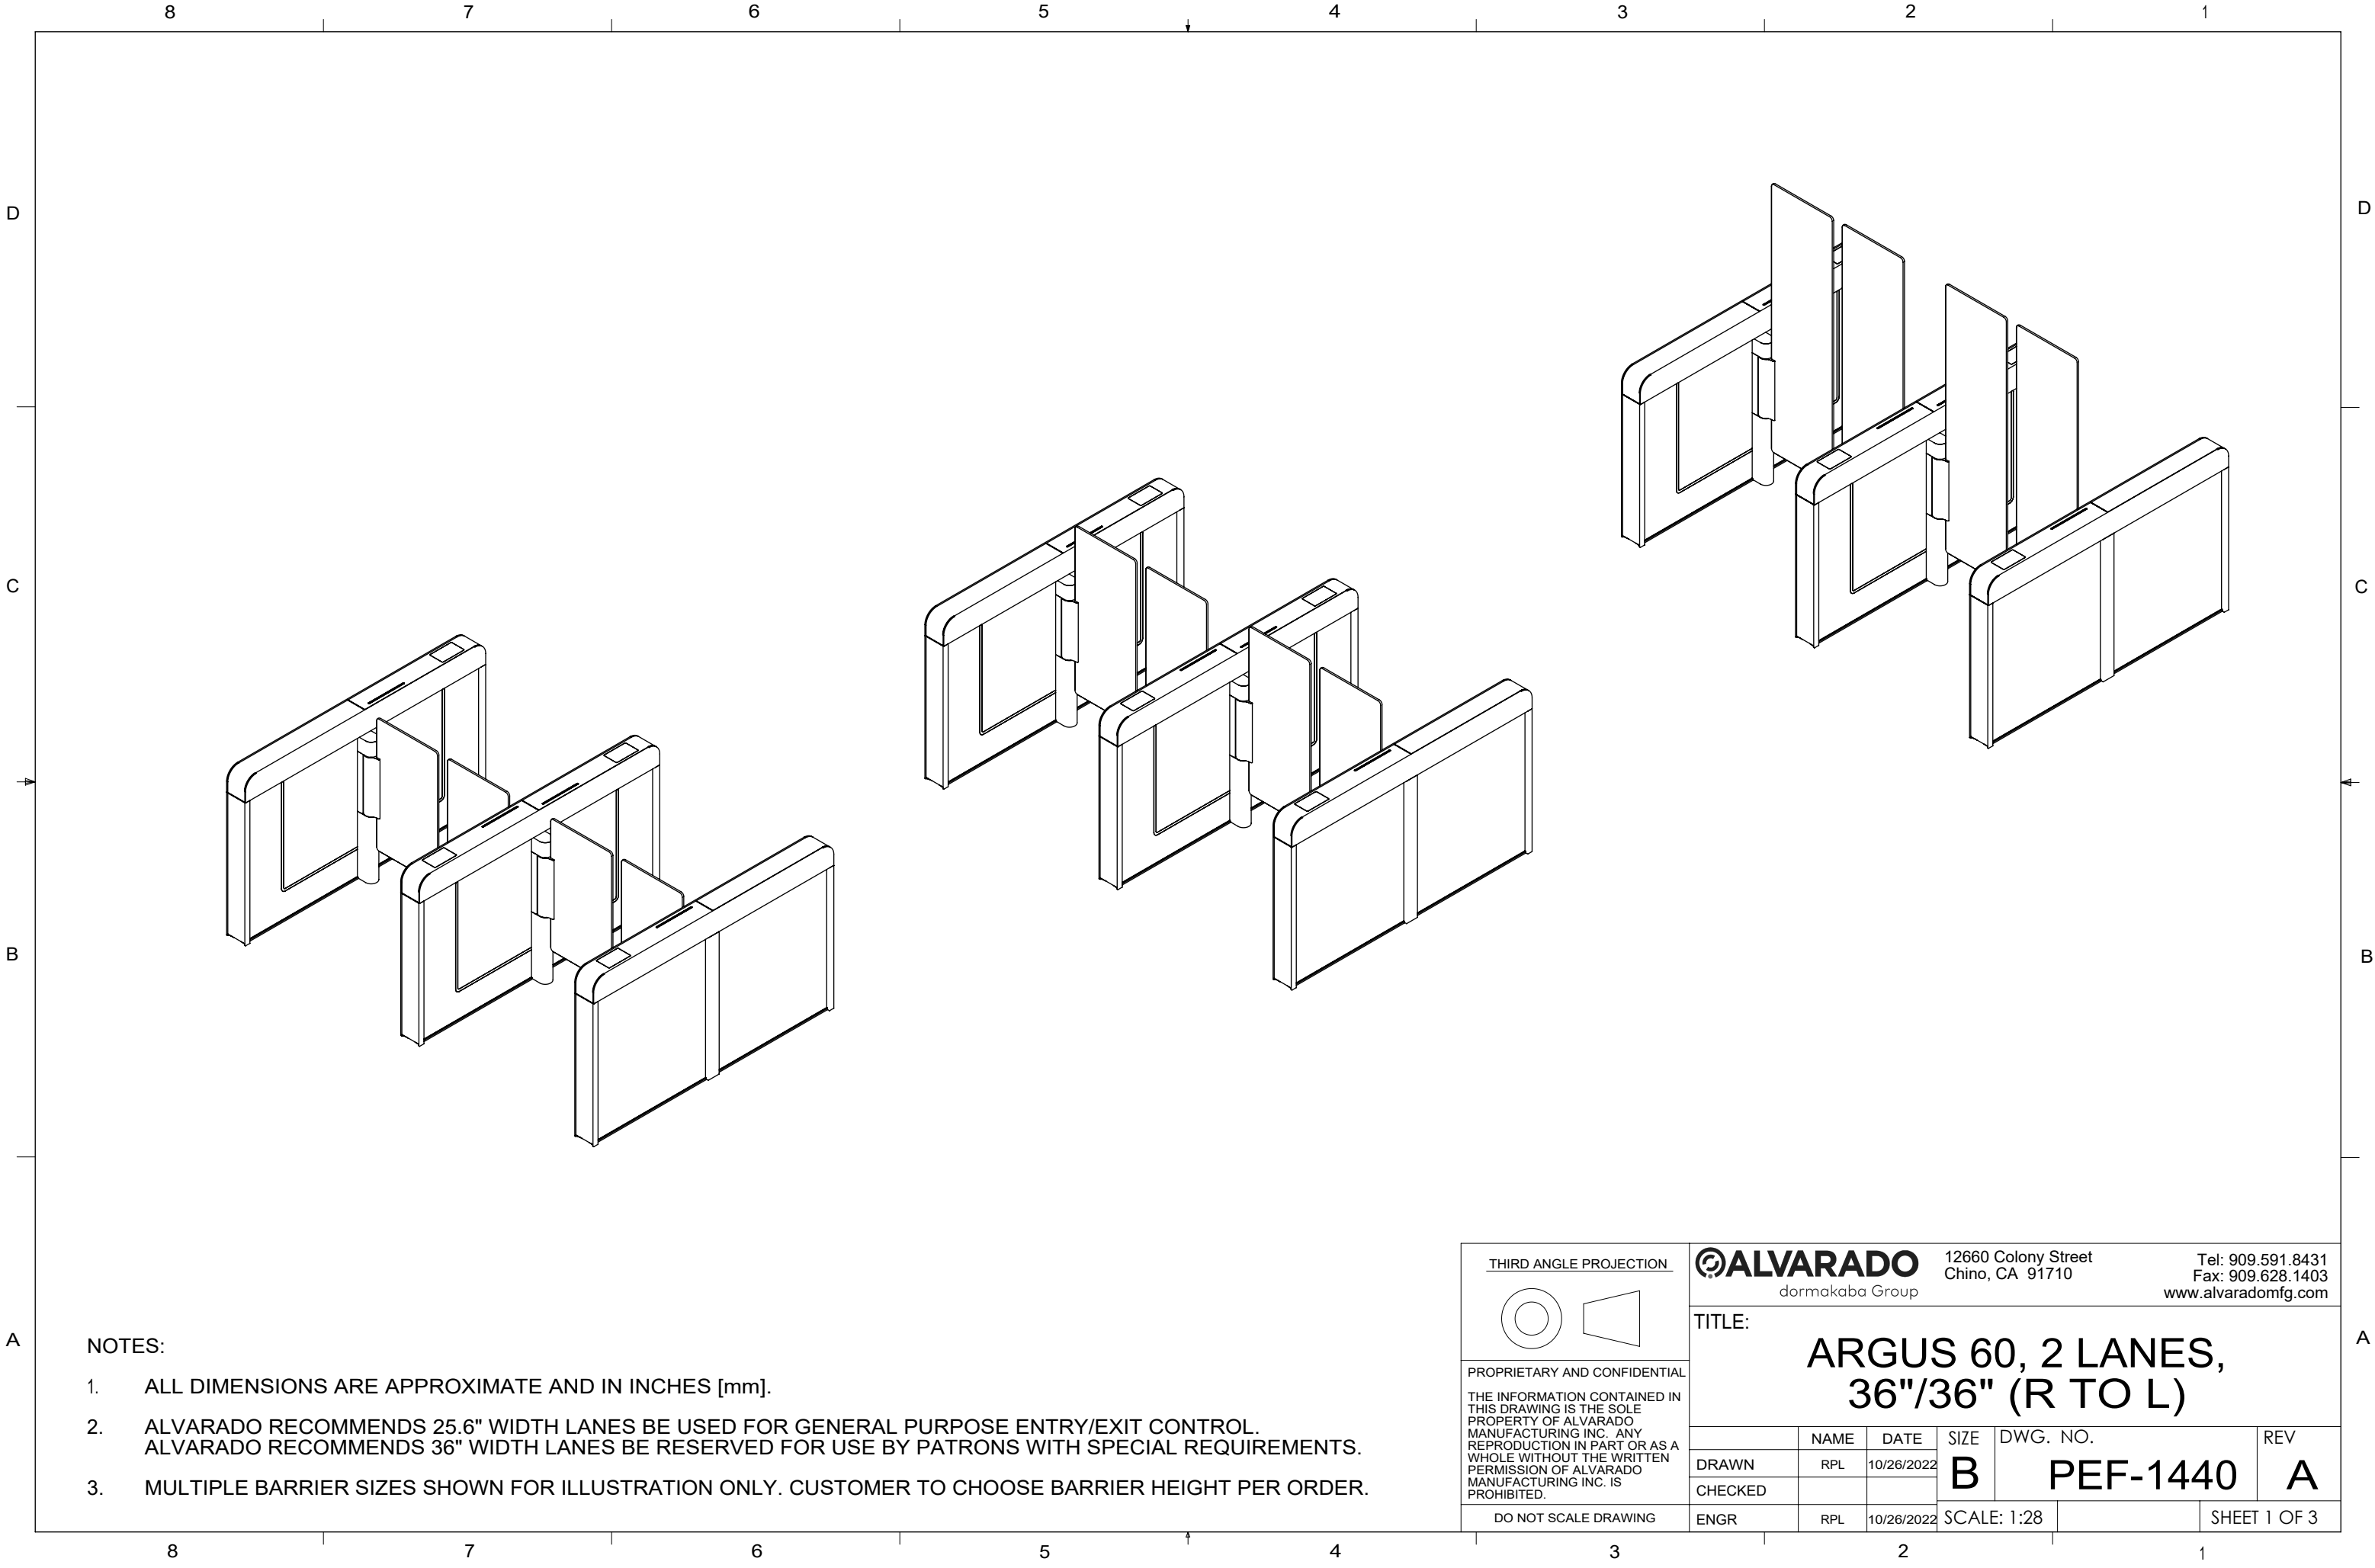 8 7 6 5 4 3 2 1
D D
C C
B B
A A
NOTES:
1. ALL DIMENSIONS ARE APPROXIMATE AND IN INCHES [mm].
2. ALVARADO RECOMMENDS 25.6" WIDTH LANES BE USED FOR GENERAL PURPOSE ENTRY/EXIT CONTROL.
ALVARADO RECOMMENDS 36" WIDTH LANES BE RESERVED FOR USE BY PATRONS WITH SPECIAL REQUIREMENTS.
3. MULTIPLE BARRIER SIZES SHOWN FOR ILLUSTRATION ONLY. CUSTOMER TO CHOOSE BARRIER HEIGHT PER ORDER.
THIRD ANGLE PROJECTION
PROPRIETARY AND CONFIDENTIAL
THE INFORMATION CONTAINED IN
THIS DRAWING IS THE SOLE
PROPERTY OF ALVARADO
MANUFACTURING INC. ANY
REPRODUCTION IN PART OR AS A
WHOLE WITHOUT THE WRITTEN
PERMISSION OF ALVARADO
MANUFACTURING INC. IS
PROHIBITED.
DO NOT SCALE DRAWING
ALVARADO
dormakaba Group
12660 Colony Street
Chino, CA 91710
Tel: 909.591.8431
Fax: 909.628.1403
www.alvaradomfg.com
TITLE:
ARGUS 60, 2 LANES,
36"/36" (R TO L)
NAME DATE
DRAWN RPL 10/26/2022
CHECKED
ENGR RPL 10/26/2022
SIZE
B
DWG. NO.
PEF-1440
REV
A
SCALE: 1:28
SHEET 1 OF 3
8 7 6 5 4 3 2 1